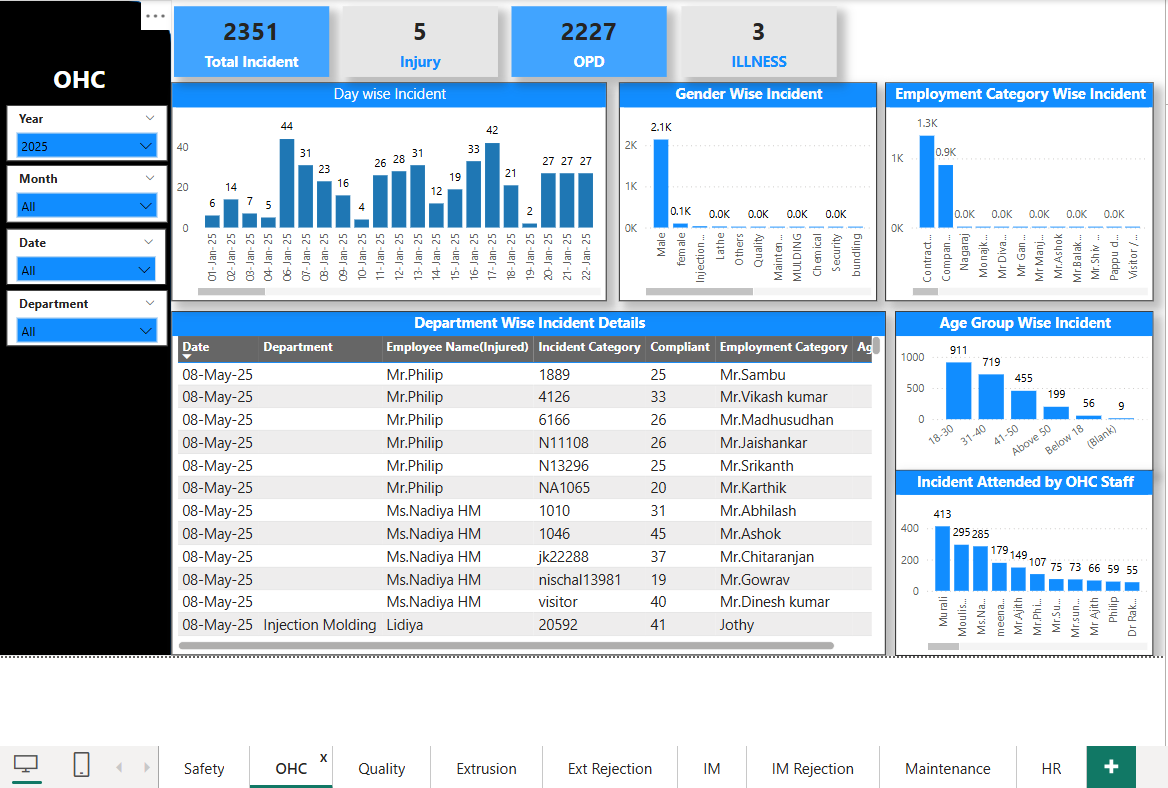 OHC
Year
2025
Month
All
Date
All
Department
All
2351
Total Incident
5
Injury
2227
OPD
3
ILLNESS
Day wise Incident
40
20
0
6
14
7
5
44
31
23
16
4
26
28
31
12
19
33
42
21
2
27
27
27
01-Jan-25
02-Jan-25
03-Jan-25
04-Jan-25
06-Jan-25
07-Jan-25
08-Jan-25
09-Jan-25
10-Jan-25
11-Jan-25
12-Jan-25
13-Jan-25
14-Jan-25
15-Jan-25
16-Jan-25
17-Jan-25
18-Jan-25
19-Jan-25
20-Jan-25
21-Jan-25
22-Jan-25
Gender Wise Incident
2K
1K
0K
2.1K
0.1K
0.0K
0.0K
0.0K
0.0K
Male
female
Injection...
Lathe
Others
Quality
Mainten...
MULDING
Chemical
Security
bundling
Employment Category Wise Incident
1K
0K
1.3K
0.9K
0.0K
0.0K
0.0K
0.0K
0.0K
Contract...
Compan...
Nagaraj
Monajk...
Mr Diva...
Mr Gan...
Mr Manj...
Mr.Ashok
Mr.Balak...
Mr.Shiv ...
Pappu d...
Visitor /...
Department Wise Incident Details
Date Department Employee Name(Injured) Incident Category Compliant Employment Category Ag
08-May-25 Mr.Philip 1889 25 Mr.Sambu
08-May-25 Mr.Philip 4126 33 Mr.Vikash kumar
08-May-25 Mr.Philip 6166 26 Mr.Madhusudhan
08-May-25 Mr.Philip N11108 26 Mr.Jaishankar
08-May-25 Mr.Philip N13296 25 Mr.Srikanth
08-May-25 Mr.Philip NA1065 20 Mr.Karthik
08-May-25 Ms.Nadiya HM 1010 31 Mr.Abhilash
08-May-25 Ms.Nadiya HM 1046 45 Mr.Ashok
08-May-25 Ms.Nadiya HM jk22288 37 Mr.Chitaranjan
08-May-25 Ms.Nadiya HM nischal13981 19 Mr.Gowrav
08-May-25 Ms.Nadiya HM visitor 40 Mr.Dinesh kumar
08-May-25 Injection Molding Lidiya 20592 41 Jothy
Age Group Wise Incident
1000
500
0
911
719
455
199
56
9
18-30
31-40
41-50
Above 50
Below 18
(Blank)
Incident Attended by OHC Staff
400
200
0
413
295
285
179
149
107
75
73
66
59
55
Murali
Moulis...
Ms.Na...
meena...
Mr.Ajith
Mr.Phi...
Mr.Su...
Mr.sun...
Mr Ajith
Philip
Dr Rak...
Safety
OHC
x
Quality
Extrusion
Ext Rejection
IM
IM Rejection
Maintenance
HR
+